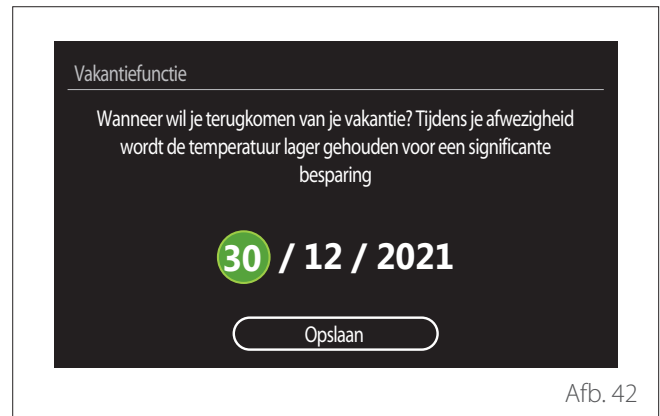 Vakantiefunctie
Wanneer wil je terugkomen van je vakantie? Tijdens je afwezigheid
wordt de temperatuur lager gehouden voor een significante
besparing
30 / 12 / 2021
Opslaan
Afb. 42